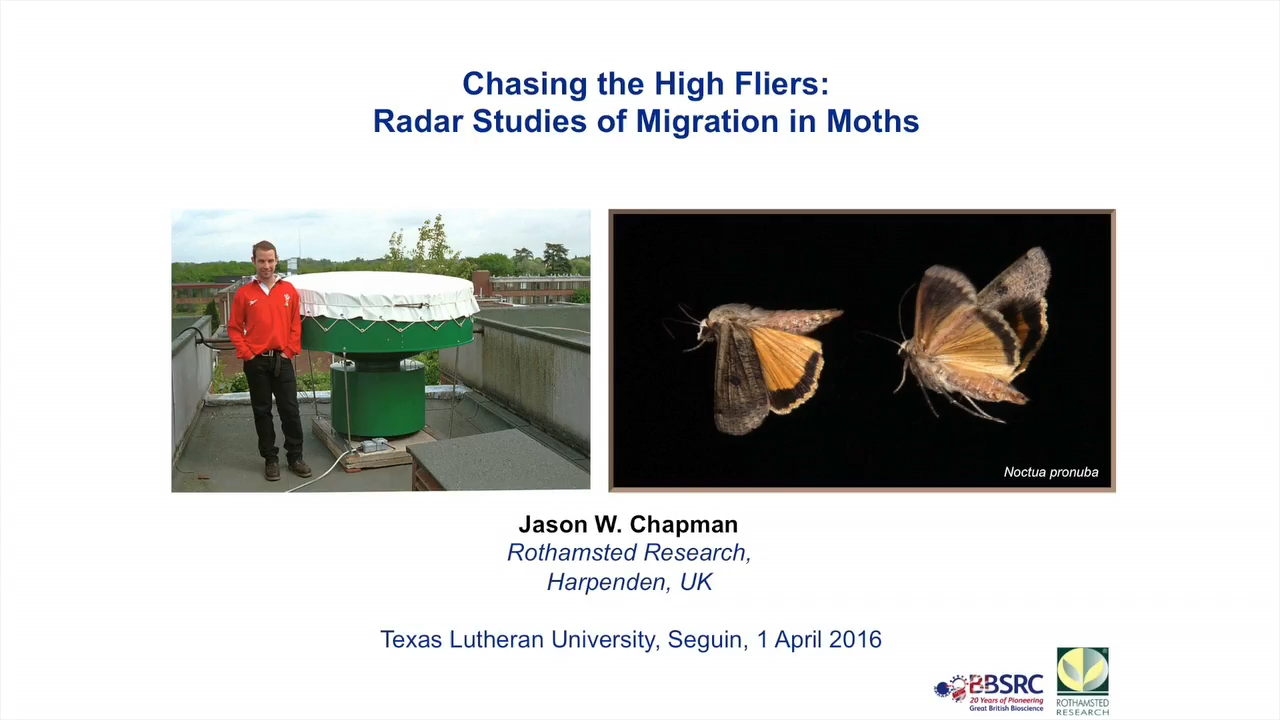 Chasing the High Fliers:
Radar Studies of Migration in Moths
Noctua pronuba
Jason W. Chapman
Rothamsted Research,
Harpenden, UK
Texas Lutheran University, Seguin, 1 April 2016
BBSRC
20 Years of Pioneering
Great British Bioscience
ROTHAMSTED
RESEARCH